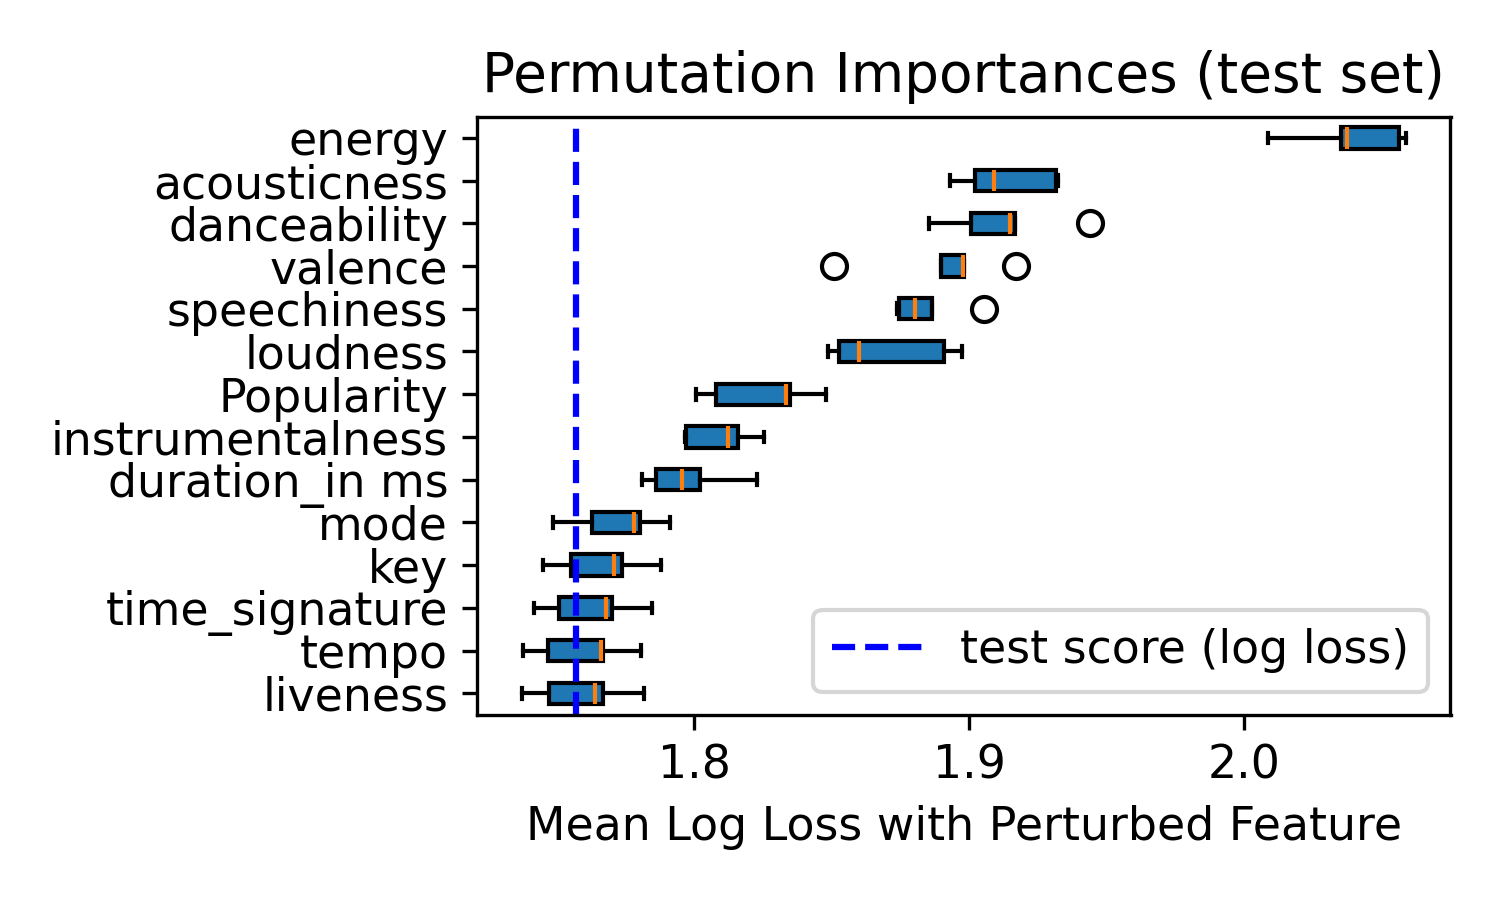 Permutation Importances (test set)
energy
acousticness
danceability
valence
speechiness
loudness
Popularity
instrumentalness
duration_in ms
mode
key
time_signature
tempo
liveness
test score (log loss)
1.8 1.9 2.0
Mean Log Loss with Perturbed Feature